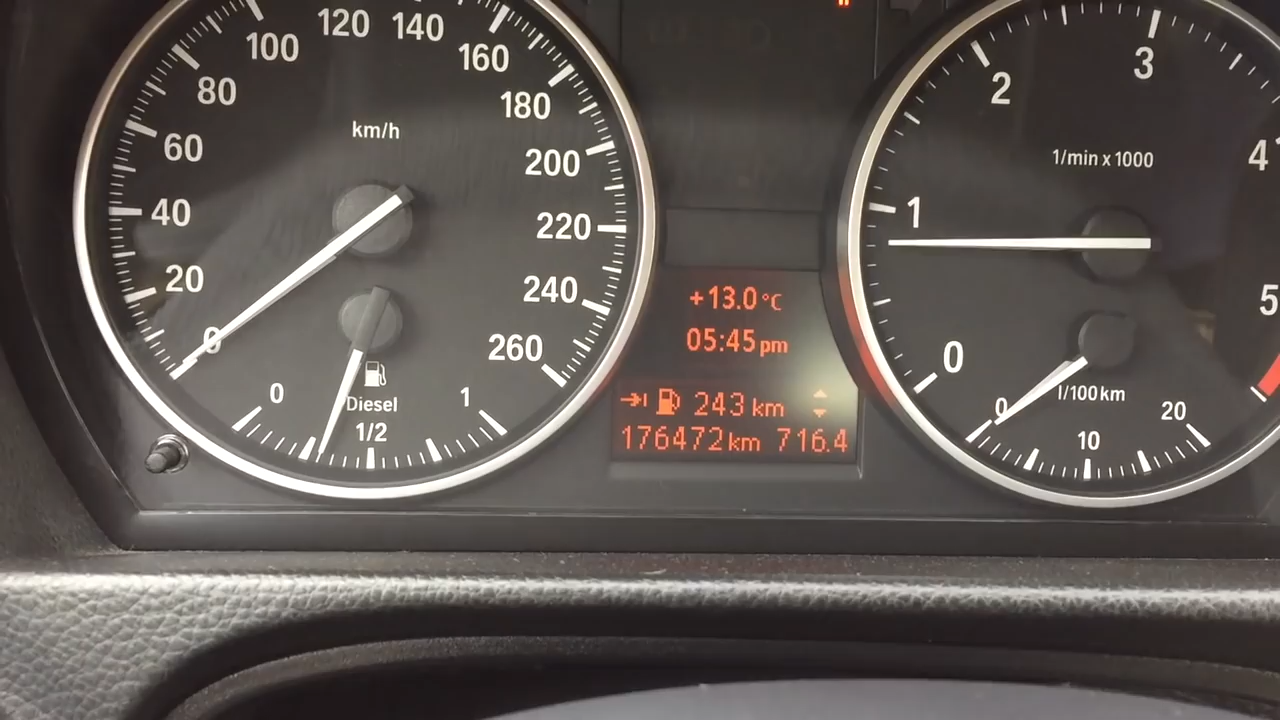 120 140
100 160
80 180
60 200
40 220
20 240
0 260
km/h
0 1
Diesel
1/2
+13.0°C
05:45 pm
243 km
176472 km 716.4
3
2 4
1 5
0
1/min x 1000
l/100 km
0 20
10